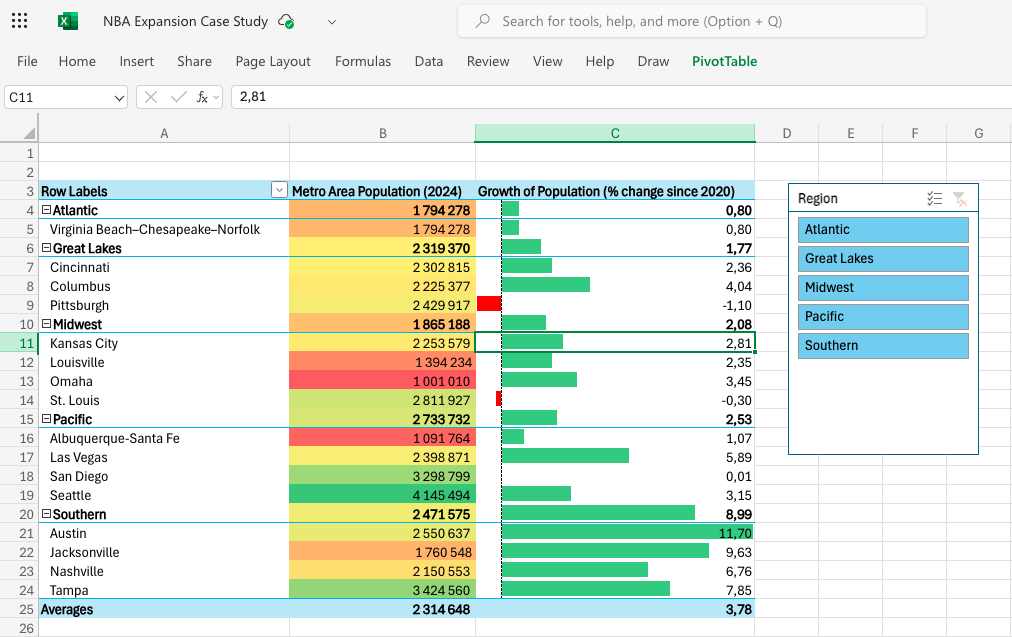 NBA Expansion Case Study
Search for tools, help, and more (Option + Q)
File Home Insert Share Page Layout Formulas Data Review View Help Draw PivotTable
C11 fx 2,81
A B C D E F G
1
2
3 Row Labels Metro Area Population (2024) Growth of Population (% change since 2020)
4 Atlantic 1 794 278 0,80
5 Virginia Beach–Chesapeake–Norfolk 1 794 278 0,80
6 Great Lakes 2 319 370 1,77
7 Cincinnati 2 302 815 2,36
8 Columbus 2 225 377 4,04
9 Pittsburgh 2 429 917 -1,10
10 Midwest 1 865 188 2,08
11 Kansas City 2 253 579 2,81
12 Louisville 1 394 234 2,35
13 Omaha 1 001 010 3,45
14 St. Louis 2 811 927 -0,30
15 Pacific 2 733 732 2,53
16 Albuquerque-Santa Fe 1 091 764 1,07
17 Las Vegas 2 398 871 5,89
18 San Diego 3 298 799 0,01
19 Seattle 4 145 494 3,15
20 Southern 2 471 575 8,99
21 Austin 2 550 637 11,70
22 Jacksonville 1 760 548 9,63
23 Nashville 2 150 553 6,76
24 Tampa 3 424 560 7,85
25 Averages 2 314 648 3,78
26
Region
Atlantic
Great Lakes
Midwest
Pacific
Southern